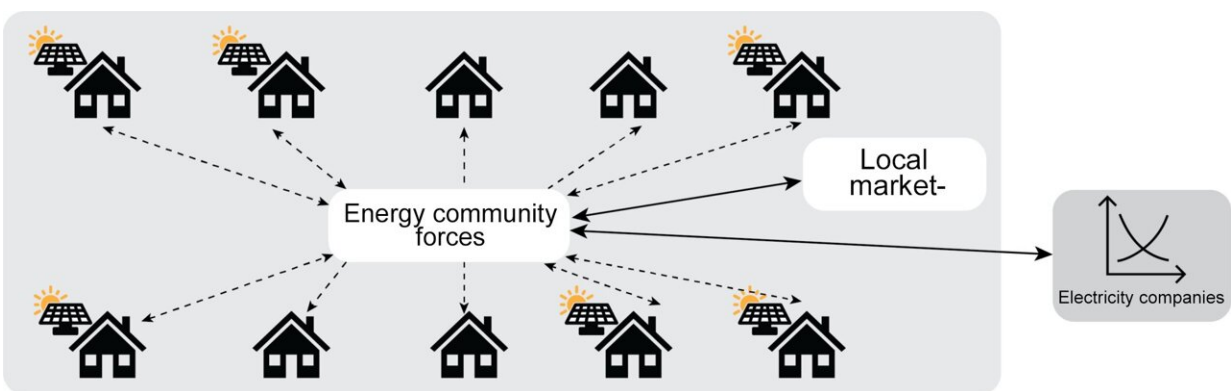 Local
market-
Energy community
forces
Electricity companies